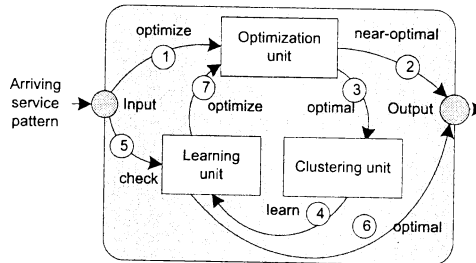 optimize
Optimization
unit
near-optimal
1
2
7
3
Arriving
service
pattern
Input
optimize
optimal
Output
5
check
Learning
unit
Clustering unit
learn
4
6
optimal